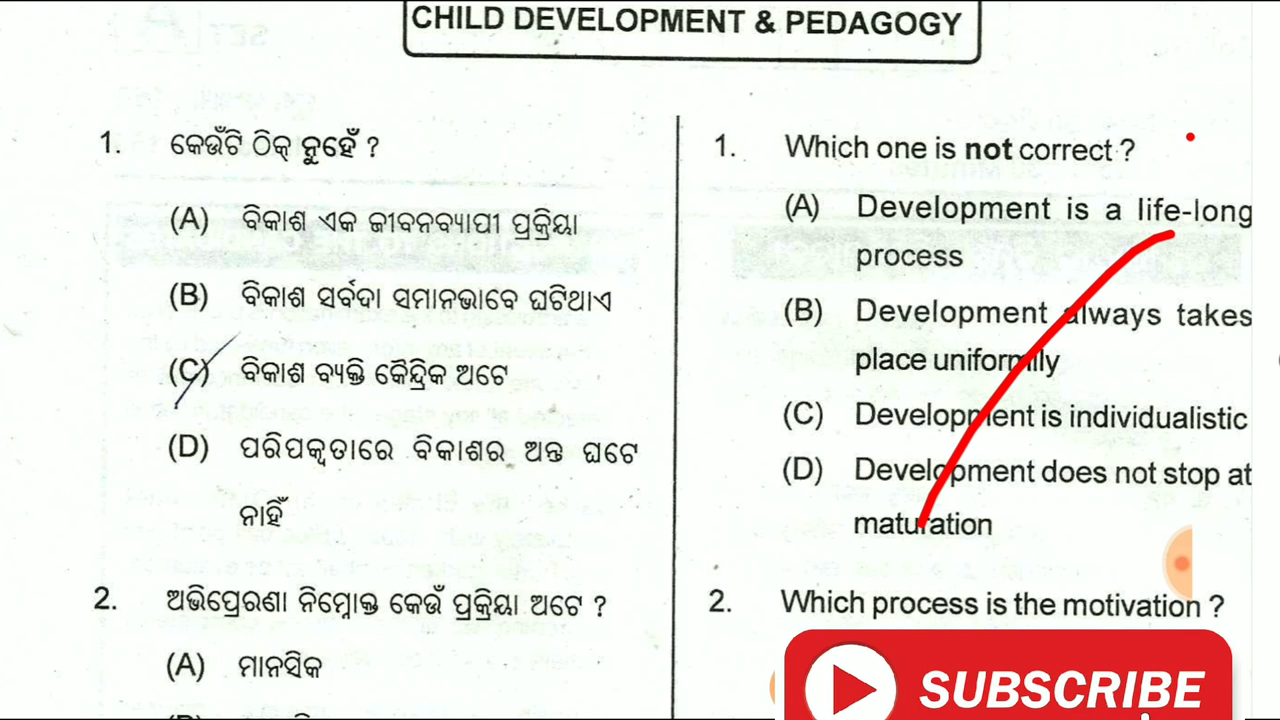 CHILD DEVELOPMENT & PEDAGOGY
1. କେଉଁଟି ଠିକ୍ ନୁହେଁ ?
(A) ବିକାଶ ଏକ ଜୀବନବ୍ୟାପୀ ପ୍ରକ୍ରିୟା
(B) ବିକାଶ ସର୍ବଦା ସମାନଭାବେ ଘଟିଥାଏ
(C) ବିକାଶ ବ୍ୟକ୍ତି କୈନ୍ଦ୍ରିକ ଅଟେ
(D) ପରିପକ୍ୱତାରେ ବିକାଶର ଅନ୍ତ ଘଟେ
ନାହିଁ
2. ଅଭିପ୍ରେରଣା ନିମ୍ନୋକ୍ତ କେଉଁ ପ୍ରକ୍ରିୟା ଅଟେ ?
(A) ମାନସିକ
1. Which one is not correct ?
(A) Development is a life-long
process
(B) Development always takes
place uniformily
(C) Development is individualistic
(D) Development does not stop at
maturation
2. Which process is the motivation ?
SUBSCRIBE